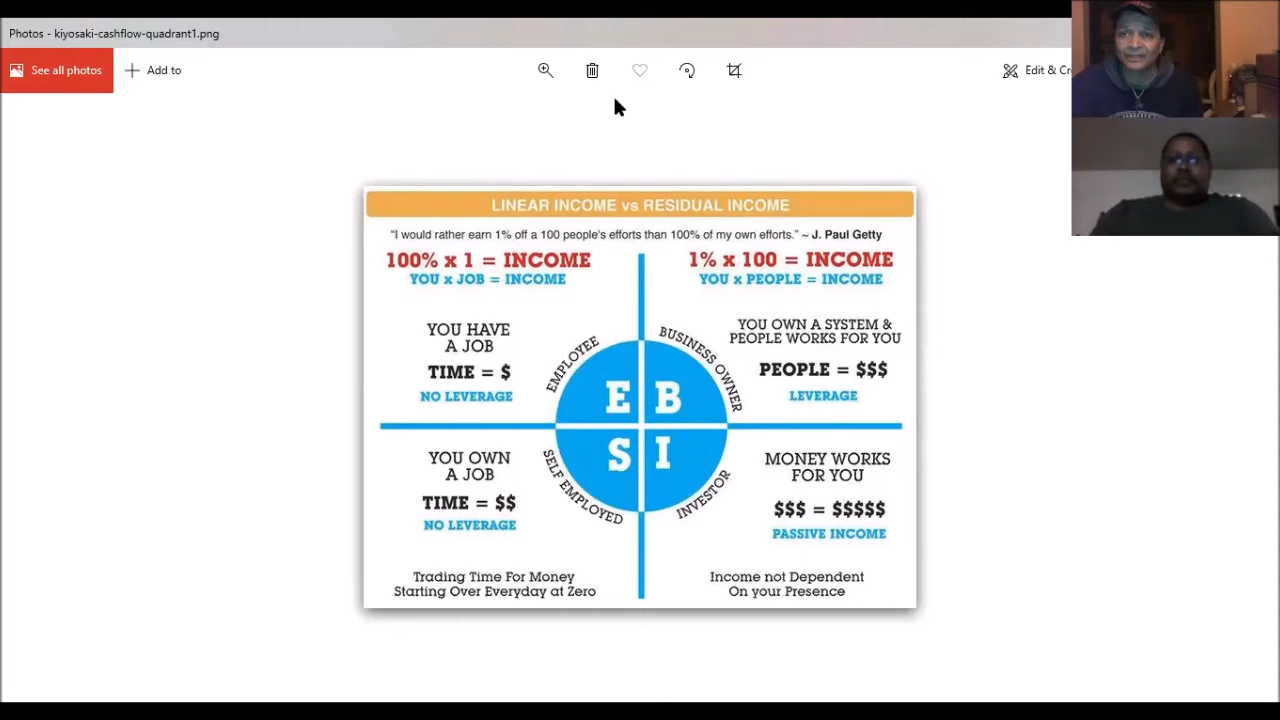 Photos - kiyosaki-cashflow-quadrant1.png
See all photos
Add to
Edit & Cr
LINEAR INCOME vs RESIDUAL INCOME
"I would rather earn 1% off a 100 people's efforts than 100% of my own efforts." ~ J. Paul Getty
100% x 1 = INCOME
YOU x JOB = INCOME
1% x 100 = INCOME
YOU x PEOPLE = INCOME
YOU HAVE
A JOB
TIME = $
NO LEVERAGE
EMPLOYEE
BUSINESS OWNER
YOU OWN A SYSTEM &
PEOPLE WORKS FOR YOU
PEOPLE = $$$
LEVERAGE
E B
S I
YOU OWN
A JOB
TIME = $$
NO LEVERAGE
SELF EMPLOYED
INVESTOR
MONEY WORKS
FOR YOU
$$$ = $$$$$
PASSIVE INCOME
Trading Time For Money
Starting Over Everyday at Zero
Income not Dependent
On your Presence